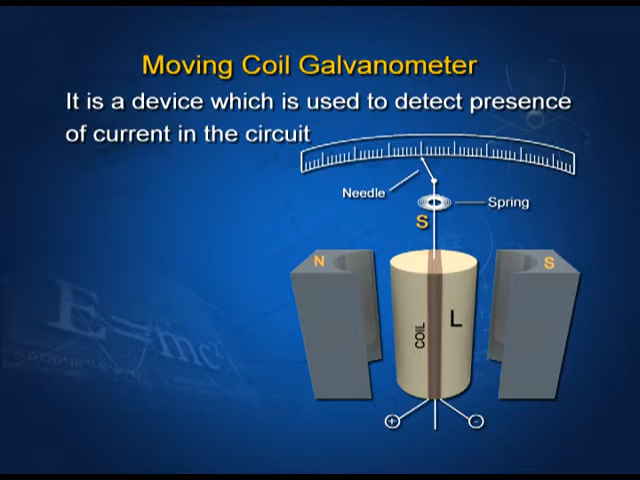 Moving Coil Galvanometer
It is a device which is used to detect presence
of current in the circuit
Needle
Spring
S
N
S
COIL
L
E=mc²
+
-